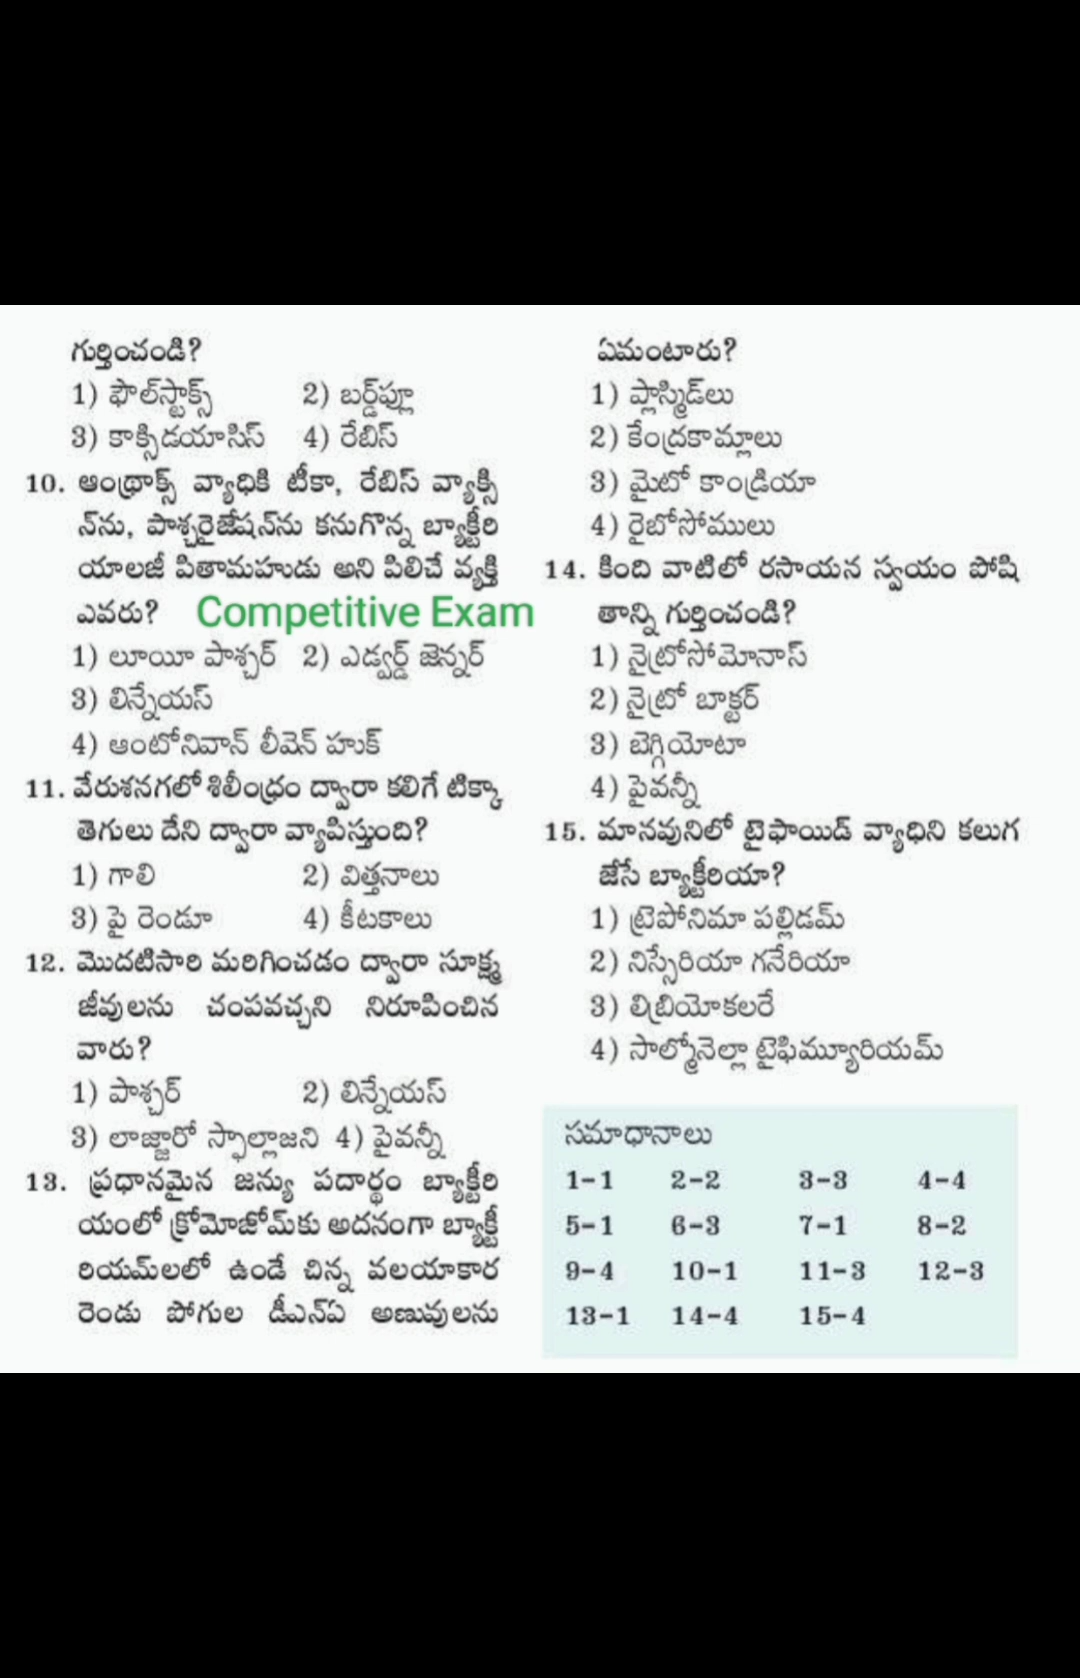 గుర్తించండి?
1) ఫౌల్‌స్టాక్స్ 2) బర్డ్‌ఫ్లూ
3) కాక్సిడయాసిస్ 4) రేబిస్
10. ఆంథ్రాక్స్ వ్యాధికి టీకా, రేబిస్ వ్యాక్సి
న్‌ను, పాశ్చరైజేషన్‌ను కనుగొన్న బ్యాక్టీరి
యాలజీ పితామహుడు అని పిలిచే వ్యక్తి
ఎవరు? Competitive Exam
1) లూయీ పాశ్చర్ 2) ఎడ్వర్డ్ జెన్నర్
3) లిన్నేయస్
4) ఆంటోనివాన్ లీవెన్ హుక్
11. వేరుశనగలో శిలీంధ్రం ద్వారా కలిగే టిక్కా
తెగులు దేని ద్వారా వ్యాపిస్తుంది?
1) గాలి 2) విత్తనాలు
3) పై రెండూ 4) కీటకాలు
12. మొదటిసారి మరిగించడం ద్వారా సూక్ష్మ
జీవులను చంపవచ్చని నిరూపించిన
వారు?
1) పాశ్చర్ 2) లిన్నేయస్
3) లాజ్జారో స్పాల్లాజని 4) పైవన్నీ
13. ప్రధానమైన జన్యు పదార్థం బ్యాక్టీరి
యంలో క్రోమోజోమ్‌కు అదనంగా బ్యాక్టీ
రియమ్‌లలో ఉండే చిన్న వలయాకార
రెండు పోగుల డీఎన్‌ఏ అణువులను
ఏమంటారు?
1) ప్లాస్మిడ్‌లు
2) కేంద్రకామ్లాలు
3) మైటో కాండ్రియా
4) రైబోసోములు
14. కింది వాటిలో రసాయన స్వయం పోషి
తాన్ని గుర్తించండి?
1) నైట్రోసోమోనాస్
2) నైట్రో బాక్టర్
3) బెగ్గియోటా
4) పైవన్నీ
15. మానవునిలో టైఫాయిడ్ వ్యాధిని కలుగ
జేసే బ్యాక్టీరియా?
1) ట్రెపోనిమా పల్లిడమ్
2) నిస్సేరియా గనేరియా
3) లిబ్రియోకలరే
4) సాల్మోనెల్లా టైఫిమ్యూరియమ్
సమాధానాలు
1-1 2-2 3-3 4-4
5-1 6-3 7-1 8-2
9-4 10-1 11-3 12-3
13-1 14-4 15-4